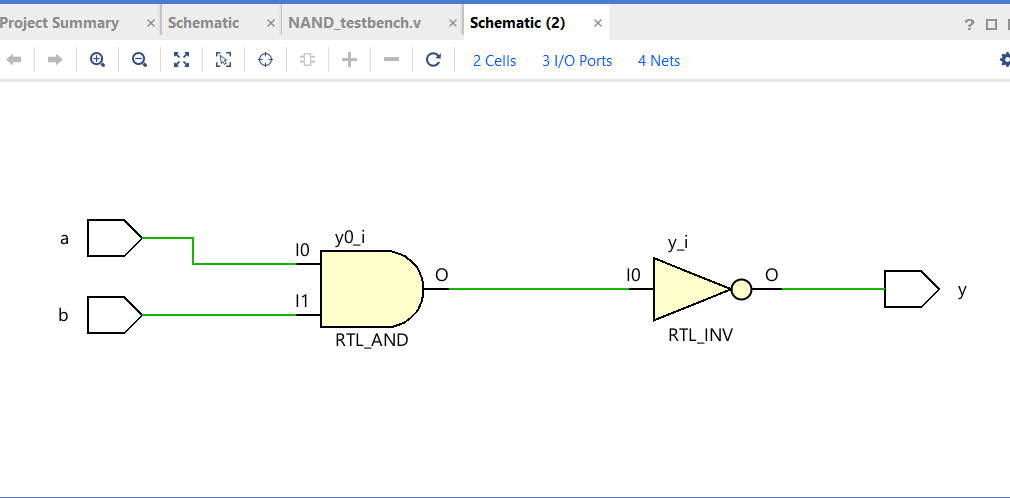 Project Summary × Schematic × NAND_testbench.v × Schematic (2) ×
?
2 Cells 3 I/O Ports 4 Nets
a
I0
y0_i
O
I1
b
RTL_AND
y_i
I0
O
RTL_INV
y